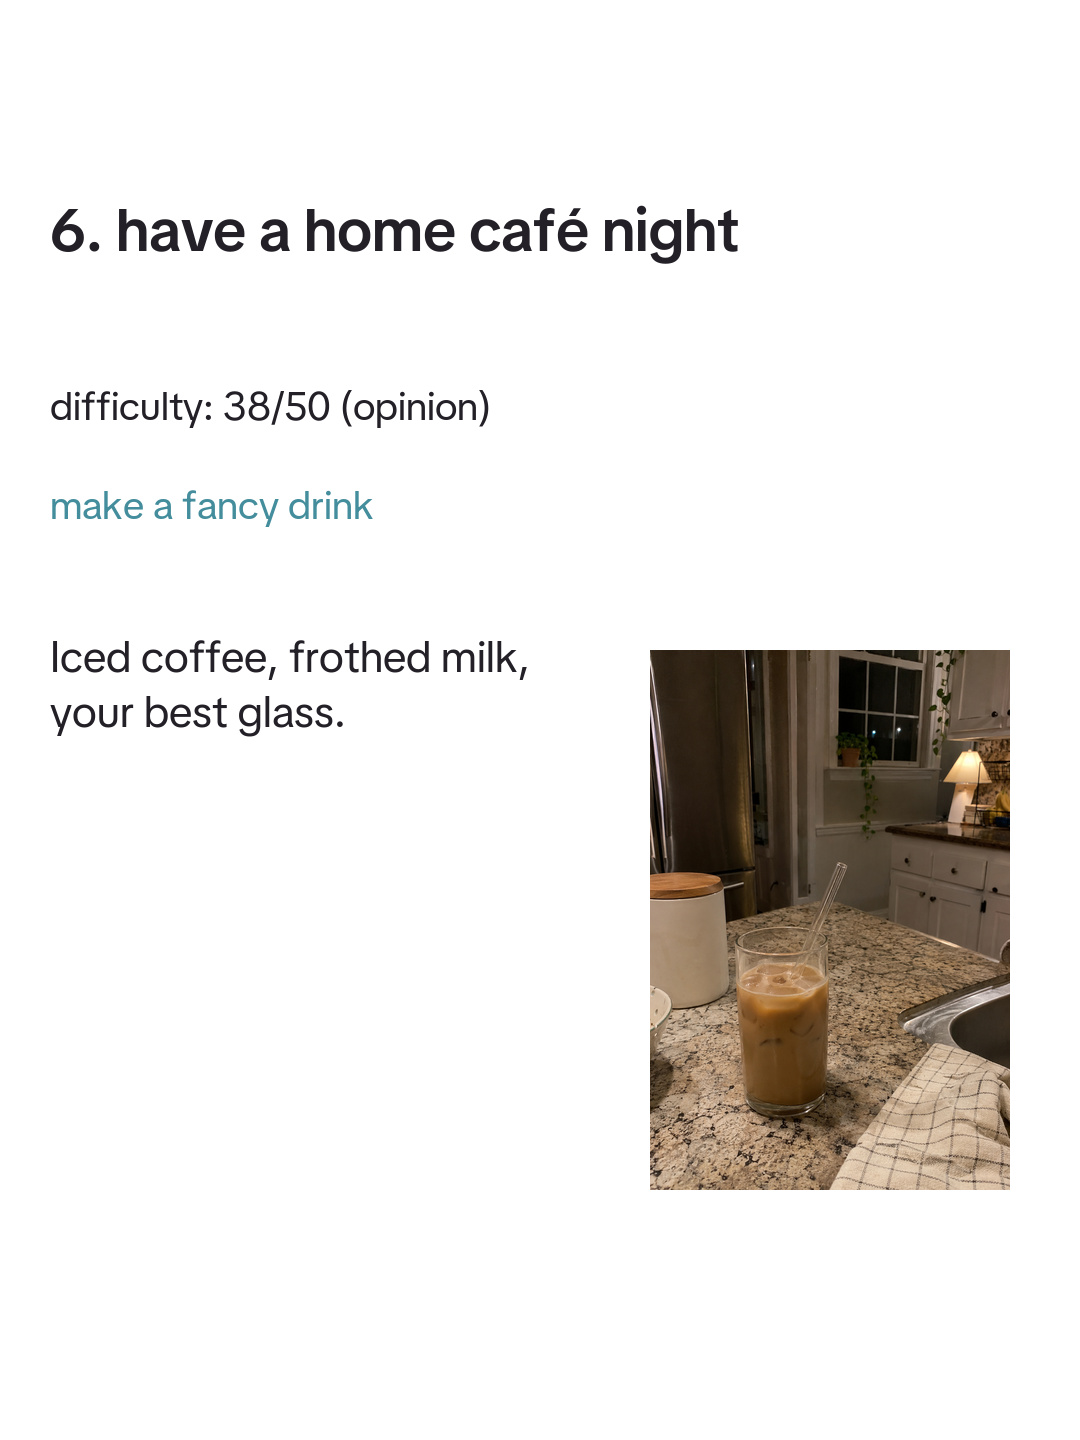 6. have a home café night
difficulty: 38/50 (opinion)
make a fancy drink
Iced coffee, frothed milk,
your best glass.